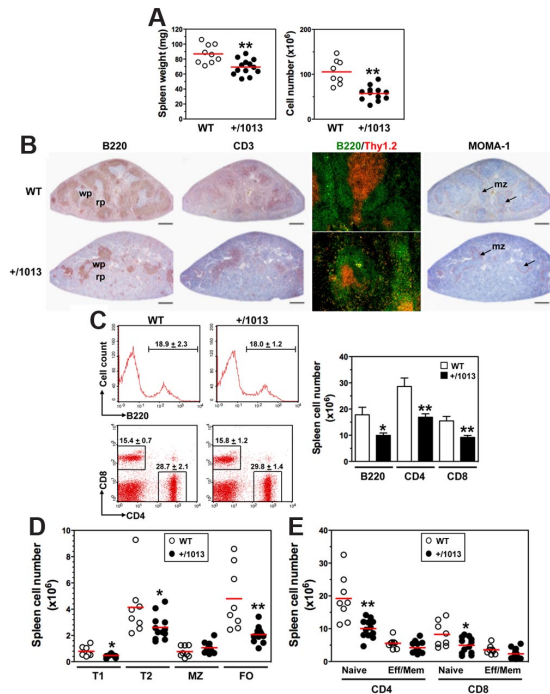 A
Spleen weight (mg)
120
100
80
60
40
20
0
**
WT
+/1013
Cell number (x10⁶)
200
100
0
**
WT
+/1013
B
B220
CD3
B220/Thy1.2
MOMA-1
WT
wp
rp
mz
+/1013
wp
rp
mz
C
WT
+/1013
Cell count
18.9 ± 2.3
18.0 ± 1.2
B220
15.4 ± 0.7
15.8 ± 1.2
28.7 ± 2.1
29.8 ± 1.4
CD8
CD4
Spleen cell number
(x10⁶)
40
30
20
10
0
WT
+/1013
*
**
**
B220
CD4
CD8
D
Spleen cell number
(x10⁶)
10
8
6
4
2
0
WT
+/1013
*
*
**
T1
T2
MZ
FO
E
Spleen cell number
(x10⁶)
40
30
20
10
0
WT
+/1013
**
*
Naive
Eff/Mem
Naive
Eff/Mem
CD4
CD8